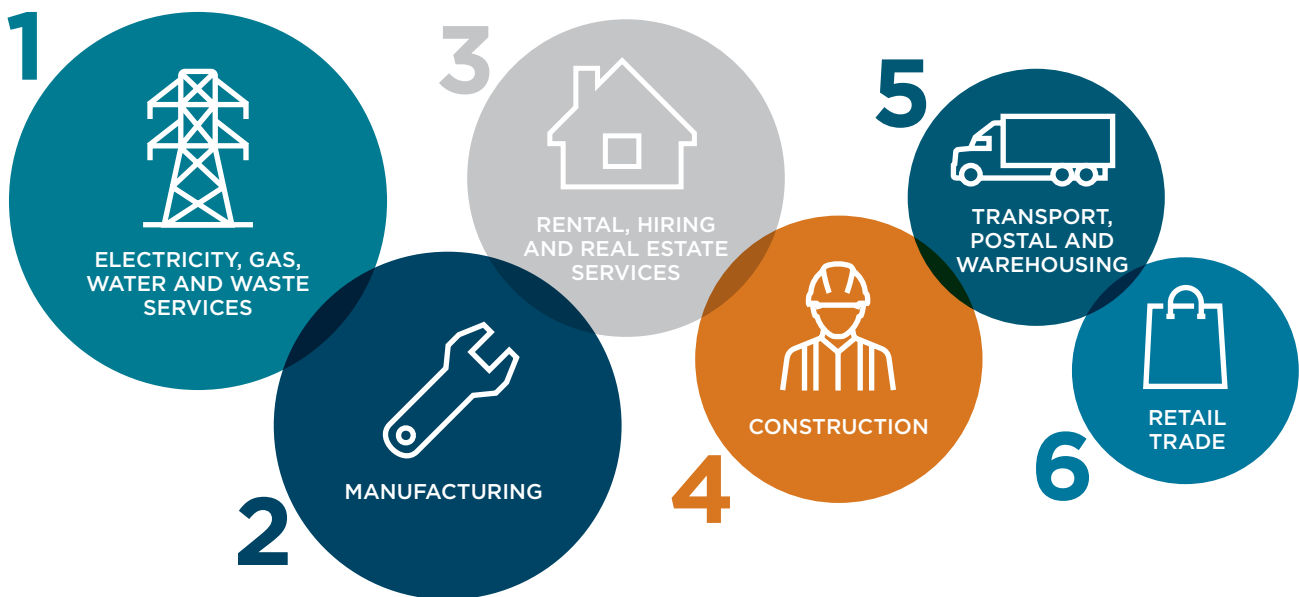 1
ELECTRICITY, GAS,
WATER AND WASTE
SERVICES
2
MANUFACTURING
3
RENTAL, HIRING
AND REAL ESTATE
SERVICES
4
CONSTRUCTION
5
TRANSPORT,
POSTAL AND
WAREHOUSING
6
RETAIL
TRADE